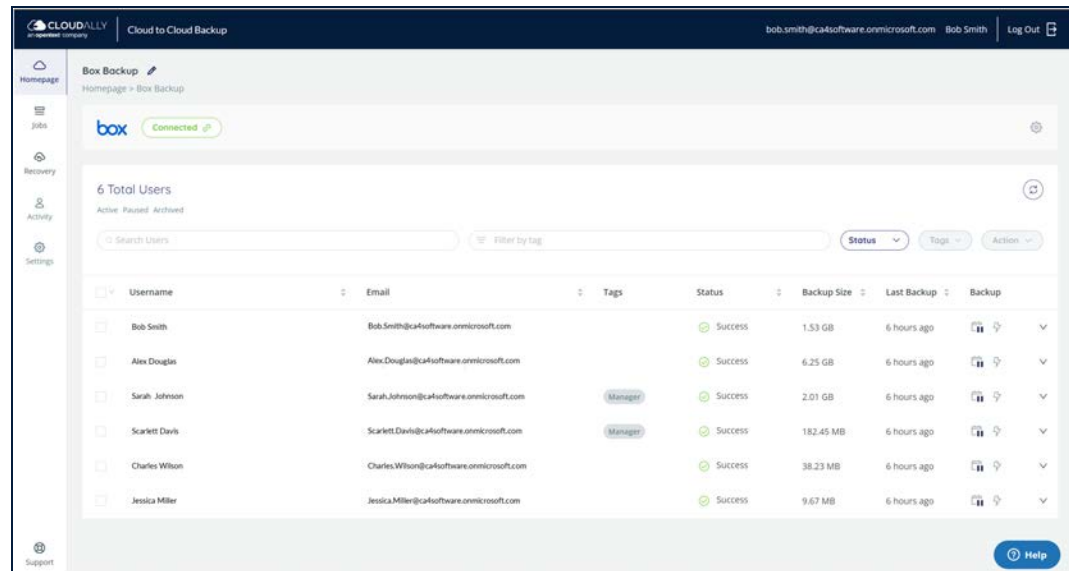 CLOUDALLY
an opentext company
Cloud to Cloud Backup
bob.smith@ca4software.onmicrosoft.com Bob Smith Log Out
Homepage
Jobs
Recovery
Activity
Settings
Support
Box Backup
Homepage > Box Backup
box Connected
6 Total Users
Active Paused Archived
Search Users Filter by tag Status Tags Action
Username Email Tags Status Backup Size Last Backup Backup
Bob Smith Bob.Smith@ca4software.onmicrosoft.com Success 1.53 GB 6 hours ago
Alex Douglas Alex.Douglas@ca4software.onmicrosoft.com Success 6.25 GB 6 hours ago
Sarah Johnson Sarah.Johnson@ca4software.onmicrosoft.com Manager Success 2.01 GB 6 hours ago
Scarlett Davis Scarlett.Davis@ca4software.onmicrosoft.com Manager Success 182.45 MB 6 hours ago
Charles Wilson Charles.Wilson@ca4software.onmicrosoft.com Success 38.23 MB 6 hours ago
Jessica Miller Jessica.Miller@ca4software.onmicrosoft.com Success 9.67 MB 6 hours ago
Help